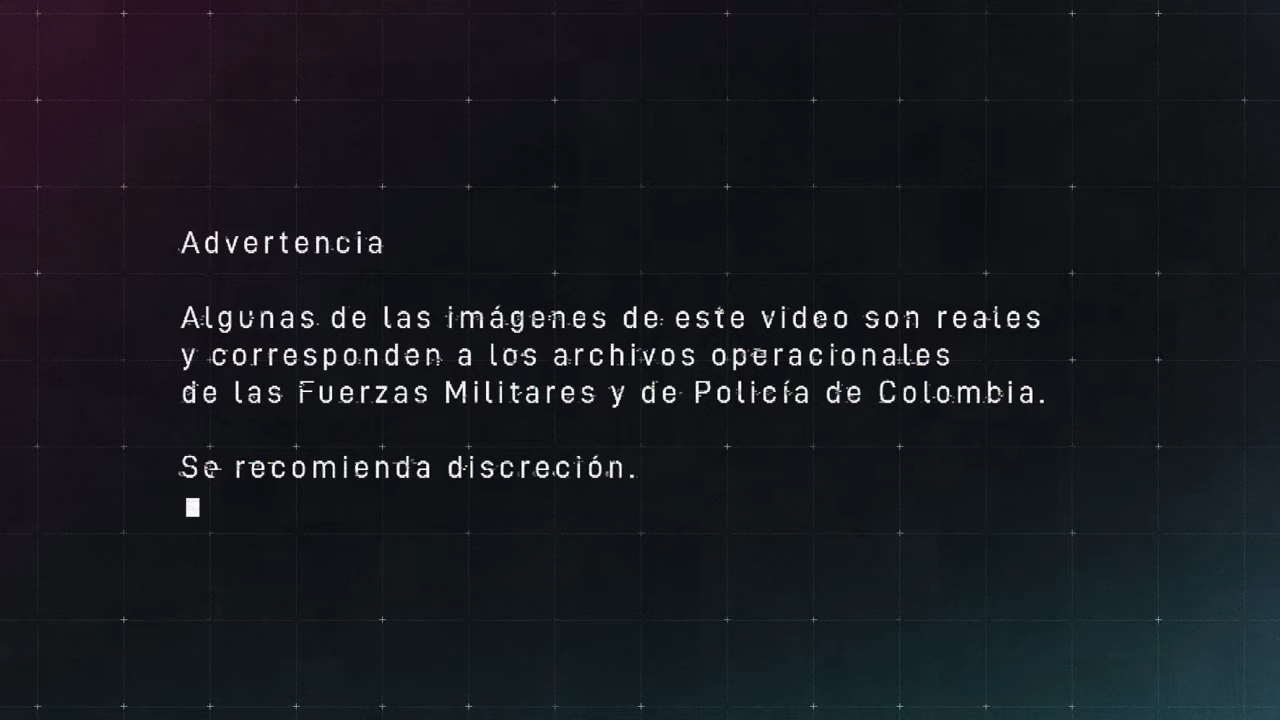 Advertencia
Algunas de las imágenes de este video son reales
y corresponden a los archivos operacionales
de las Fuerzas Militares y de Policía de Colombia.
Se recomienda discreción.